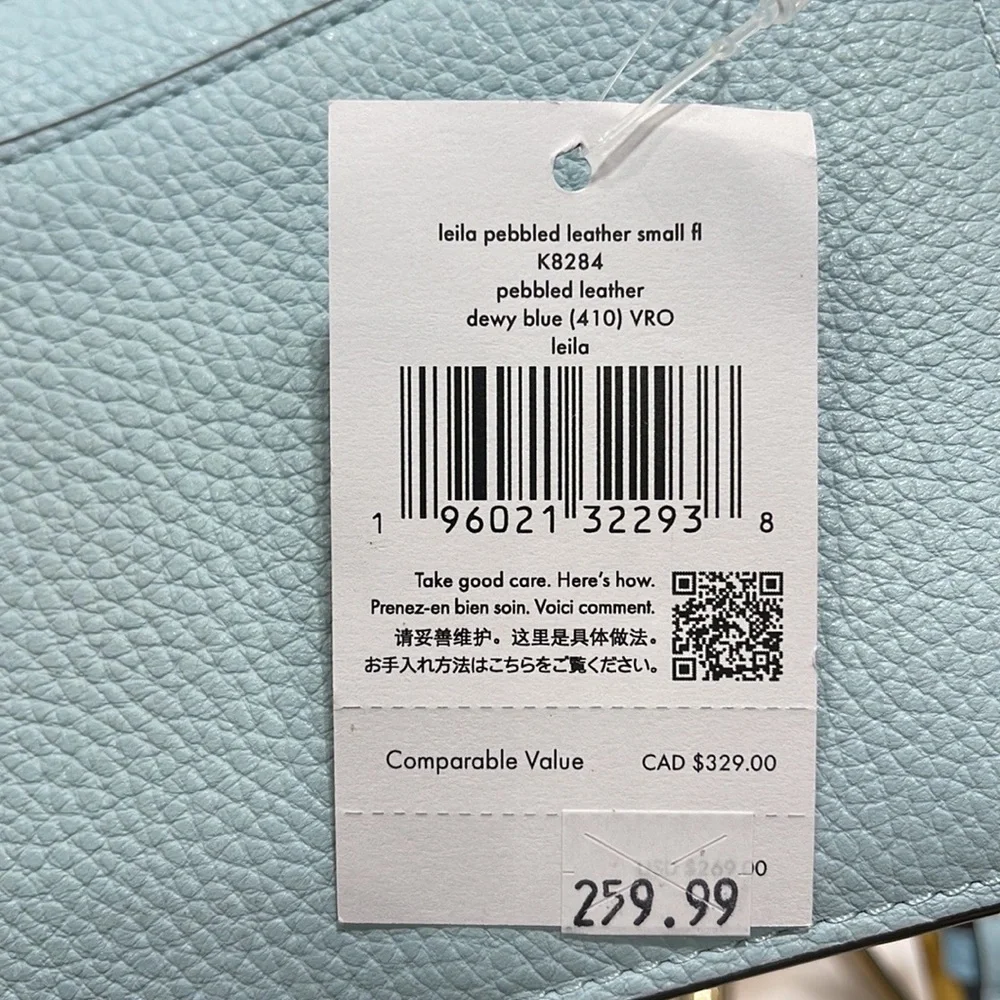 leila pebbled leather small fl
K8284
pebbled leather
dewy blue (410) VRO
leila
1 96021 32293 8
Take good care. Here's how.
Prenez-en bien soin. Voici comment.
请妥善维护。这里是具体做法。
お手入れ方法はこちらをご覧ください。
Comparable Value CAD $329.00
USD $269.00
259.99